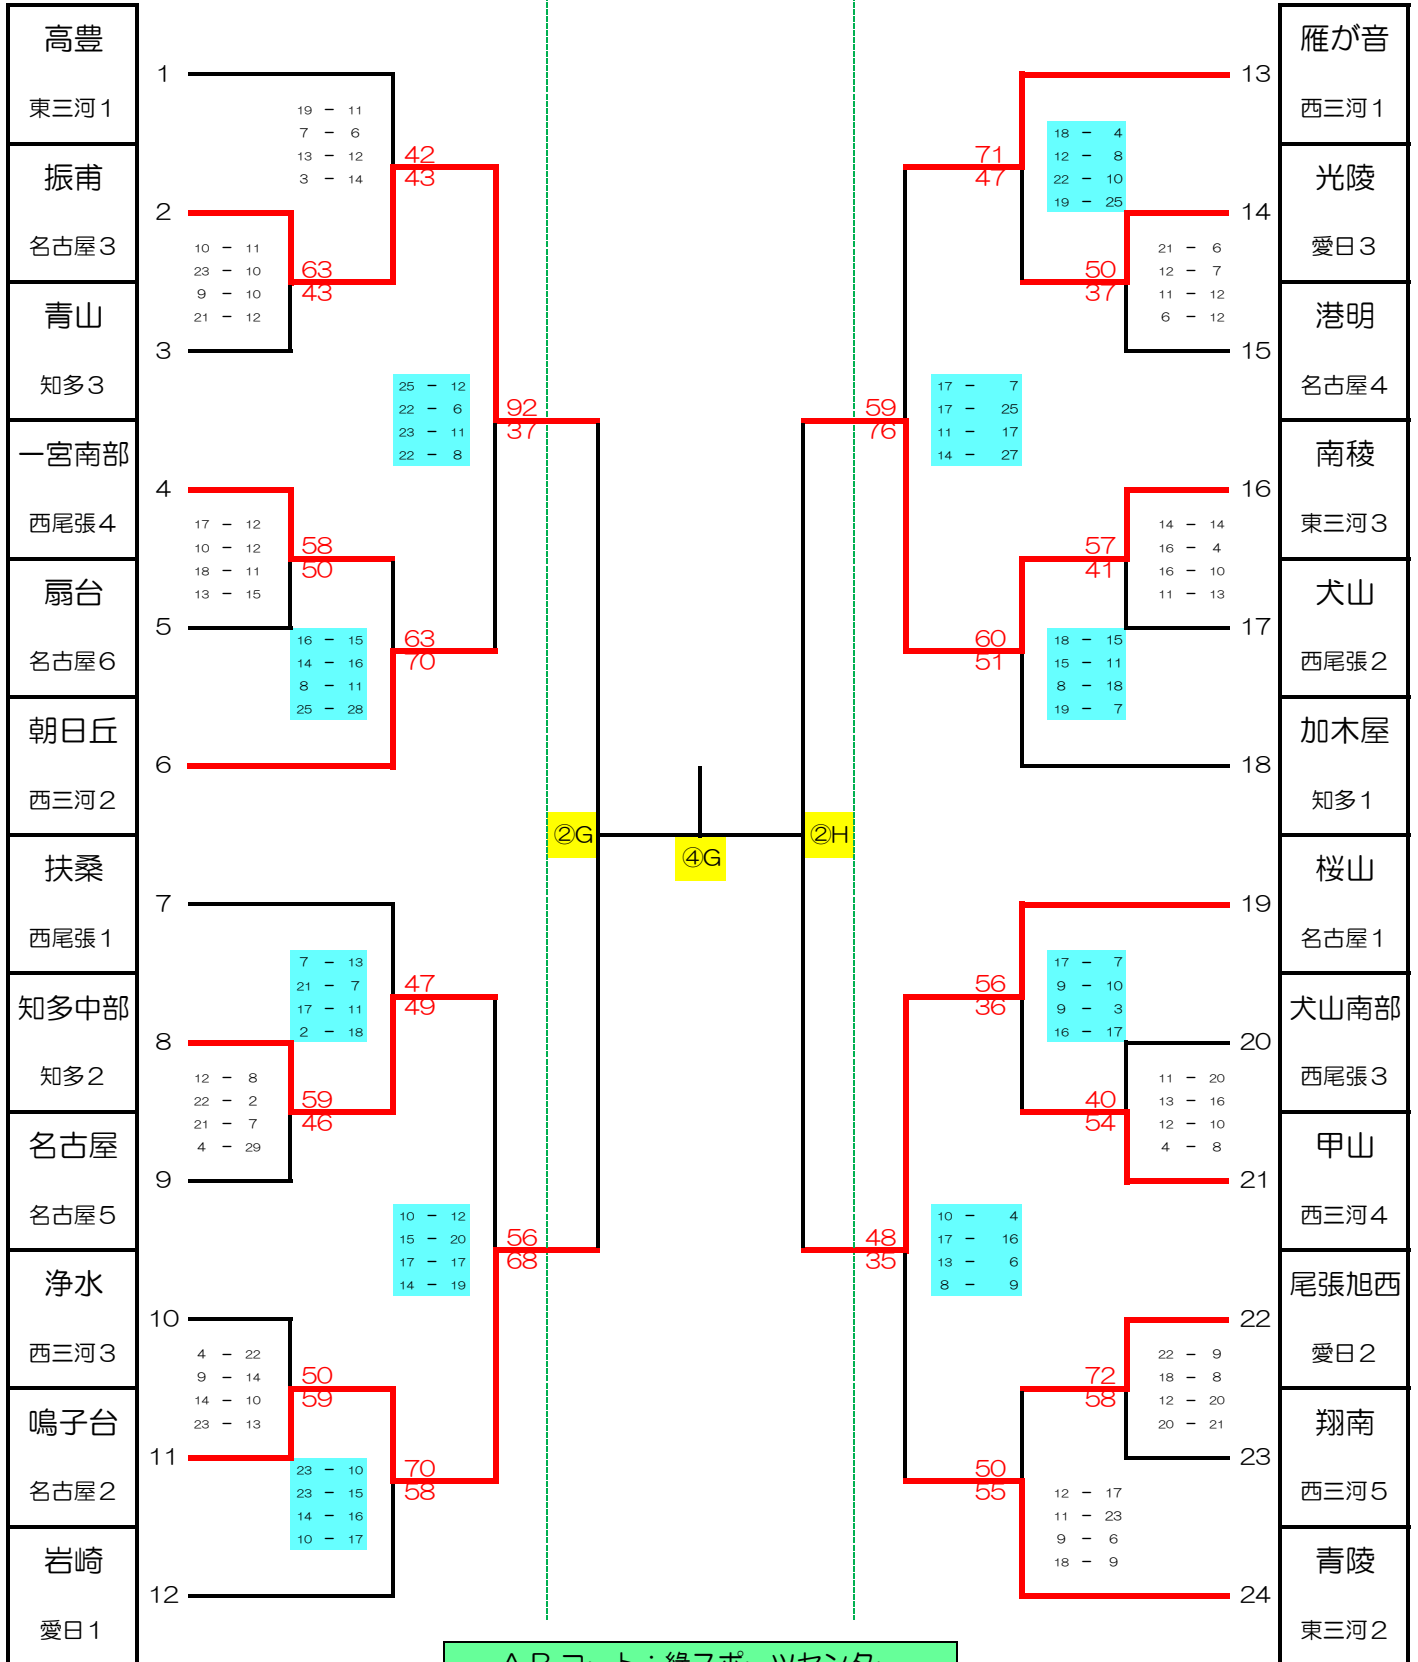 高豊
東三河1
振甫
名古屋3
青山
知多3
一宮南部
西尾張4
扇台
名古屋6
朝日丘
西三河2
扶桑
西尾張1
知多中部
知多2
名古屋
名古屋5
浄水
西三河3
鳴子台
名古屋2
岩崎
愛日1
1
2
3
4
5
6
7
8
9
10
11
12
19 - 11
7 - 6
13 - 12
3 - 14
42
43
10 - 11
23 - 10
9 - 10
21 - 12
63
43
25 - 12
22 - 6
23 - 11
22 - 8
92
37
17 - 12
10 - 12
18 - 11
13 - 15
58
50
16 - 15
14 - 16
8 - 11
25 - 28
63
70
7 - 13
21 - 7
17 - 11
2 - 18
47
49
12 - 8
22 - 2
21 - 7
4 - 29
59
46
10 - 12
15 - 20
17 - 17
14 - 19
56
68
4 - 22
9 - 14
14 - 10
23 - 13
50
59
23 - 10
23 - 15
14 - 16
10 - 17
70
58
②G
④G
②H
71
47
18 - 4
12 - 8
22 - 10
19 - 25
50
37
21 - 6
12 - 7
11 - 12
6 - 12
59
76
17 - 7
17 - 25
11 - 17
14 - 27
57
41
14 - 14
16 - 4
16 - 10
11 - 13
60
51
18 - 15
15 - 11
8 - 18
19 - 7
56
36
17 - 7
9 - 10
9 - 3
16 - 17
40
54
11 - 20
13 - 16
12 - 10
4 - 8
48
35
10 - 4
17 - 16
13 - 6
8 - 9
72
58
22 - 9
18 - 8
12 - 20
20 - 21
50
55
12 - 17
11 - 23
9 - 6
18 - 9
13
14
15
16
17
18
19
20
21
22
23
24
雁が音
西三河1
光陵
愛日3
港明
名古屋4
南稜
東三河3
犬山
西尾張2
加木屋
知多1
桜山
名古屋1
犬山南部
西尾張3
甲山
西三河4
尾張旭西
愛日2
翔南
西三河5
青陵
東三河2